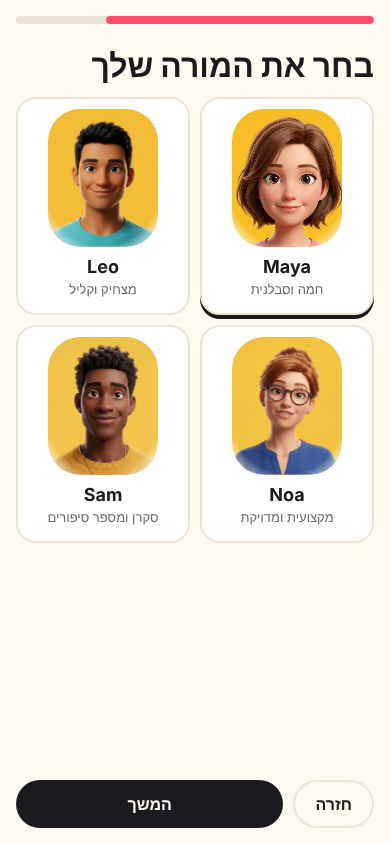 בחר את המורה שלך
Maya
חמה וסבלנית
Leo
מצחיק וקליל
Noa
מקצועית ומדויקת
Sam
סקרן ומספר סיפורים
חזרה
המשך